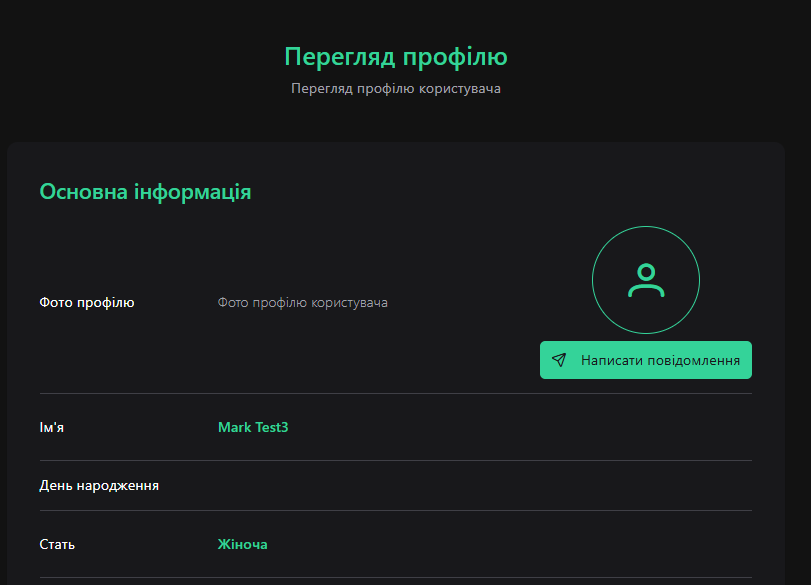 Перегляд профілю
Перегляд профілю користувача
Основна інформація
Фото профілю
Фото профілю користувача
Написати повідомлення
Ім'я
Mark Test3
День народження
Стать
Жіноча